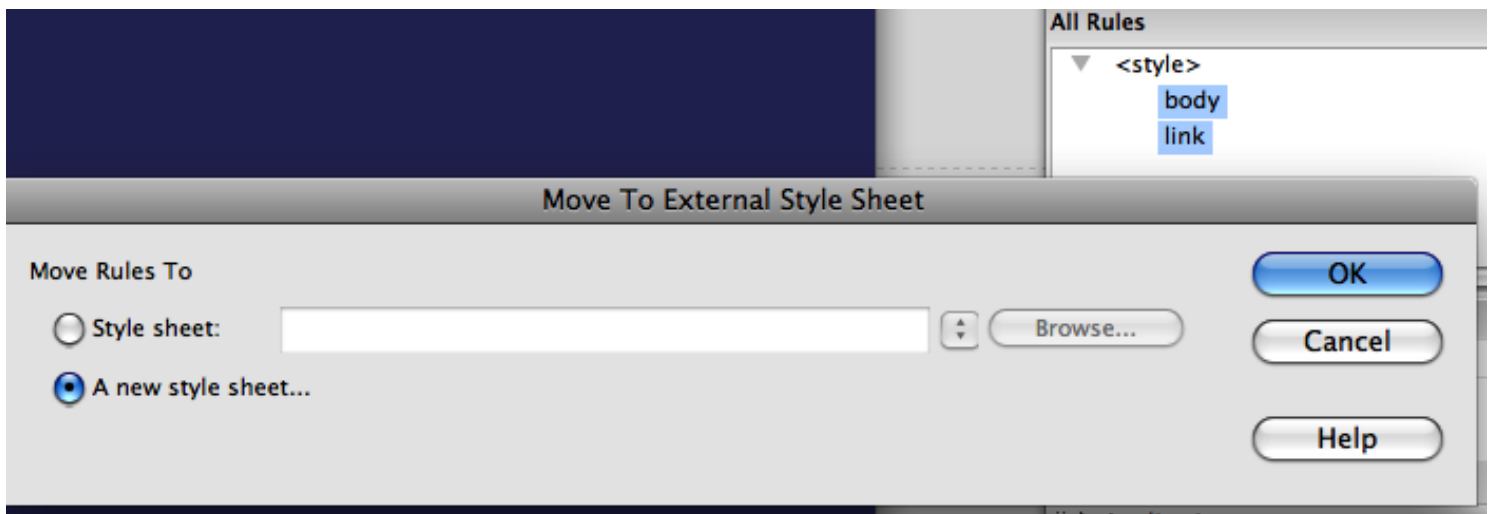 All Rules
<style>
body
link
Move To External Style Sheet
Move Rules To
OK
Style sheet:
Browse...
Cancel
A new style sheet...
Help